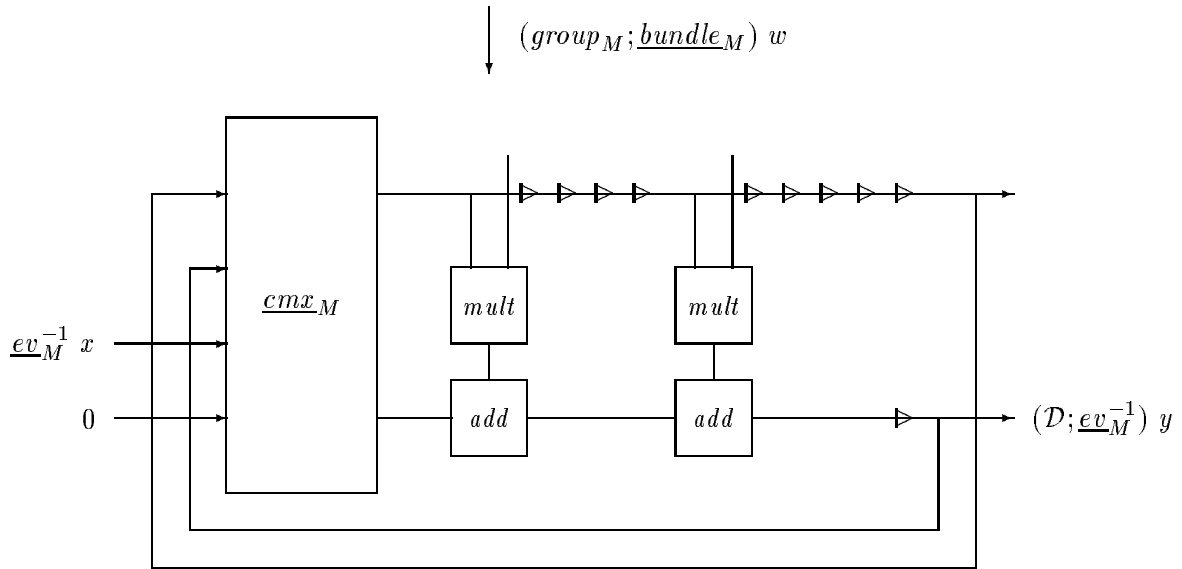 (group_M; bundle_M) w
cmx_M
mult
mult
ev_M^{-1} x
0
add
add
(𝒟; ev_M^{-1}) y